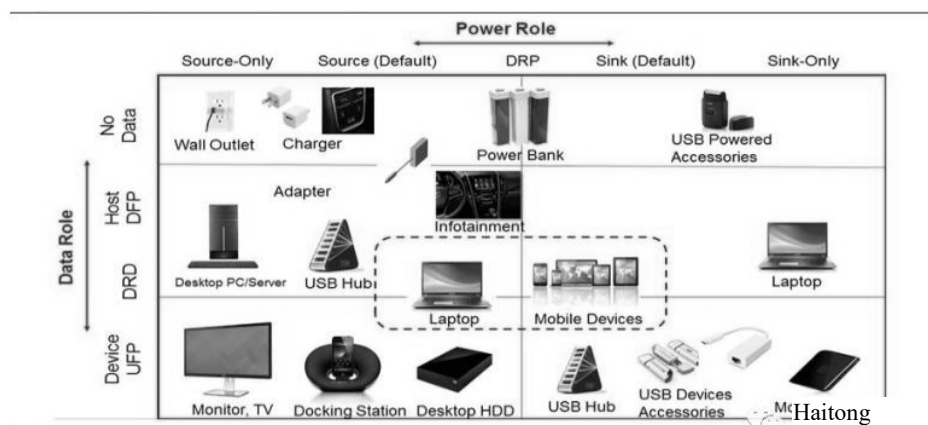 Power Role
Source-Only Source (Default) DRP Sink (Default) Sink-Only
Data Role
No Data
Host DFP
DRD
Device UFP
Wall Outlet Charger Power Bank USB Powered
Accessories
Adapter
Infotainment
Desktop PC/Server USB Hub Laptop
Laptop Mobile Devices
USB Hub USB Devices
Monitor, TV Docking Station Desktop HDD Accessories
Haitong